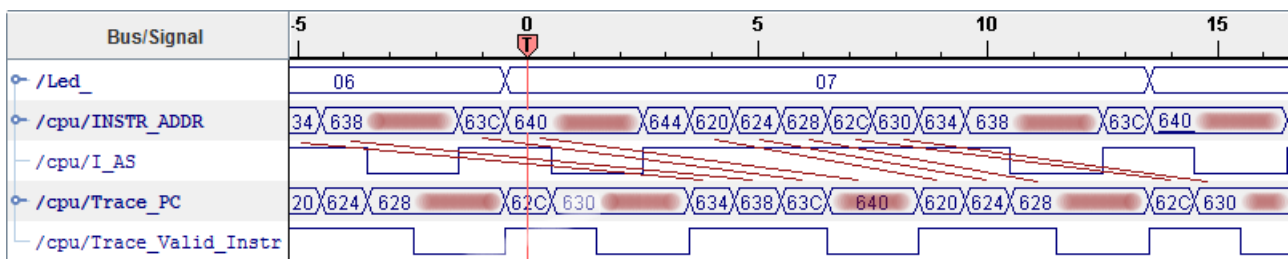 Bus/Signal
-5 0 5 10 15
T
/Led_ 06 07
/cpu/INSTR_ADDR 34 638 63C 640 644 620 624 628 62C 630 634 638 63C 640
/cpu/I_AS
/cpu/Trace_PC 20 624 628 62C 630 634 638 63C 640 620 624 628 62C 630
/cpu/Trace_Valid_Instr